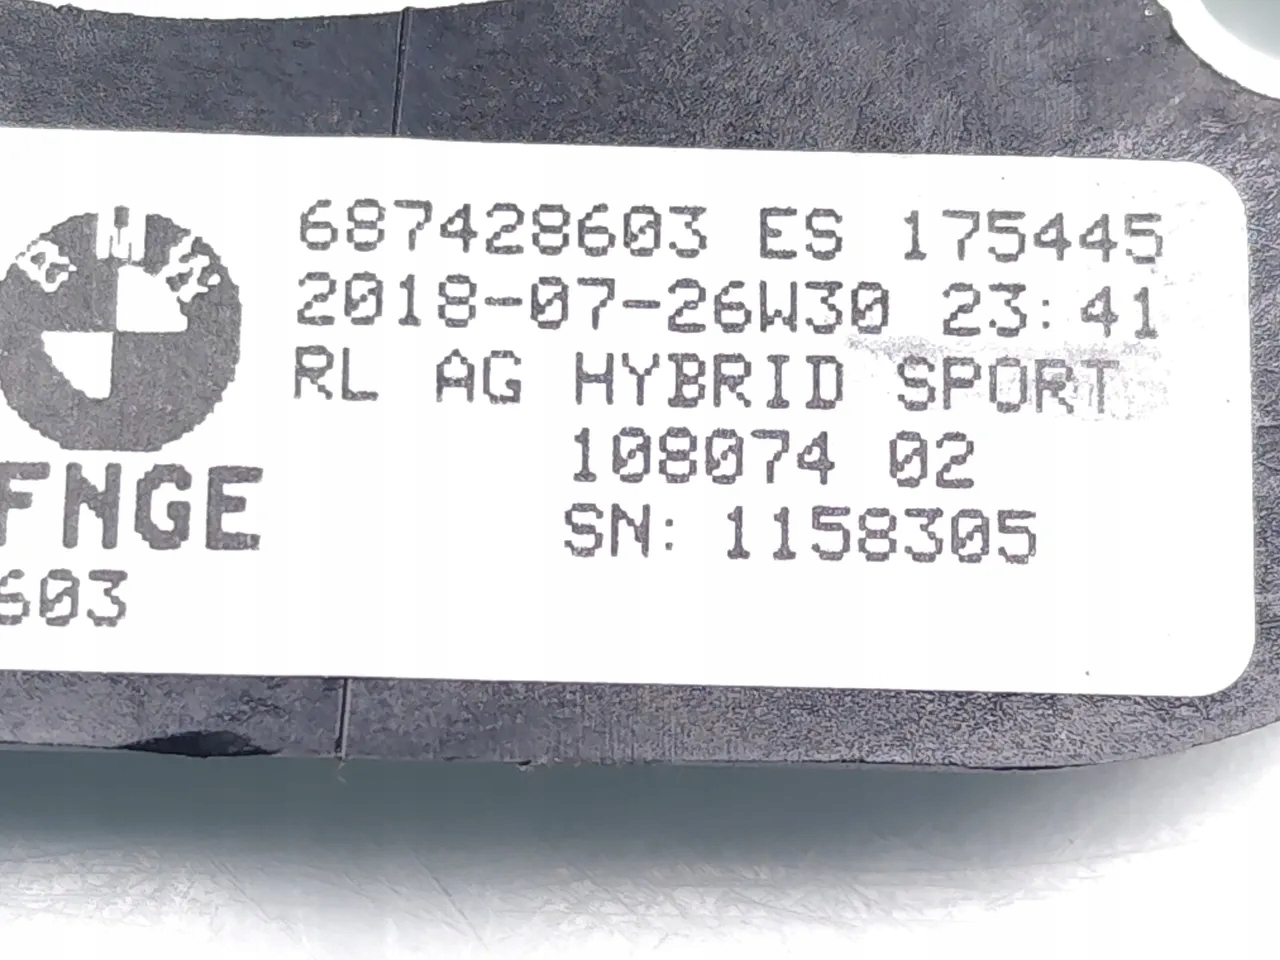 BMW
687428603 ES 175445
2018-07-26W30 23:41
RL AG HYBRID SPORT
108074 02
FNGE
SN: 1158305
603